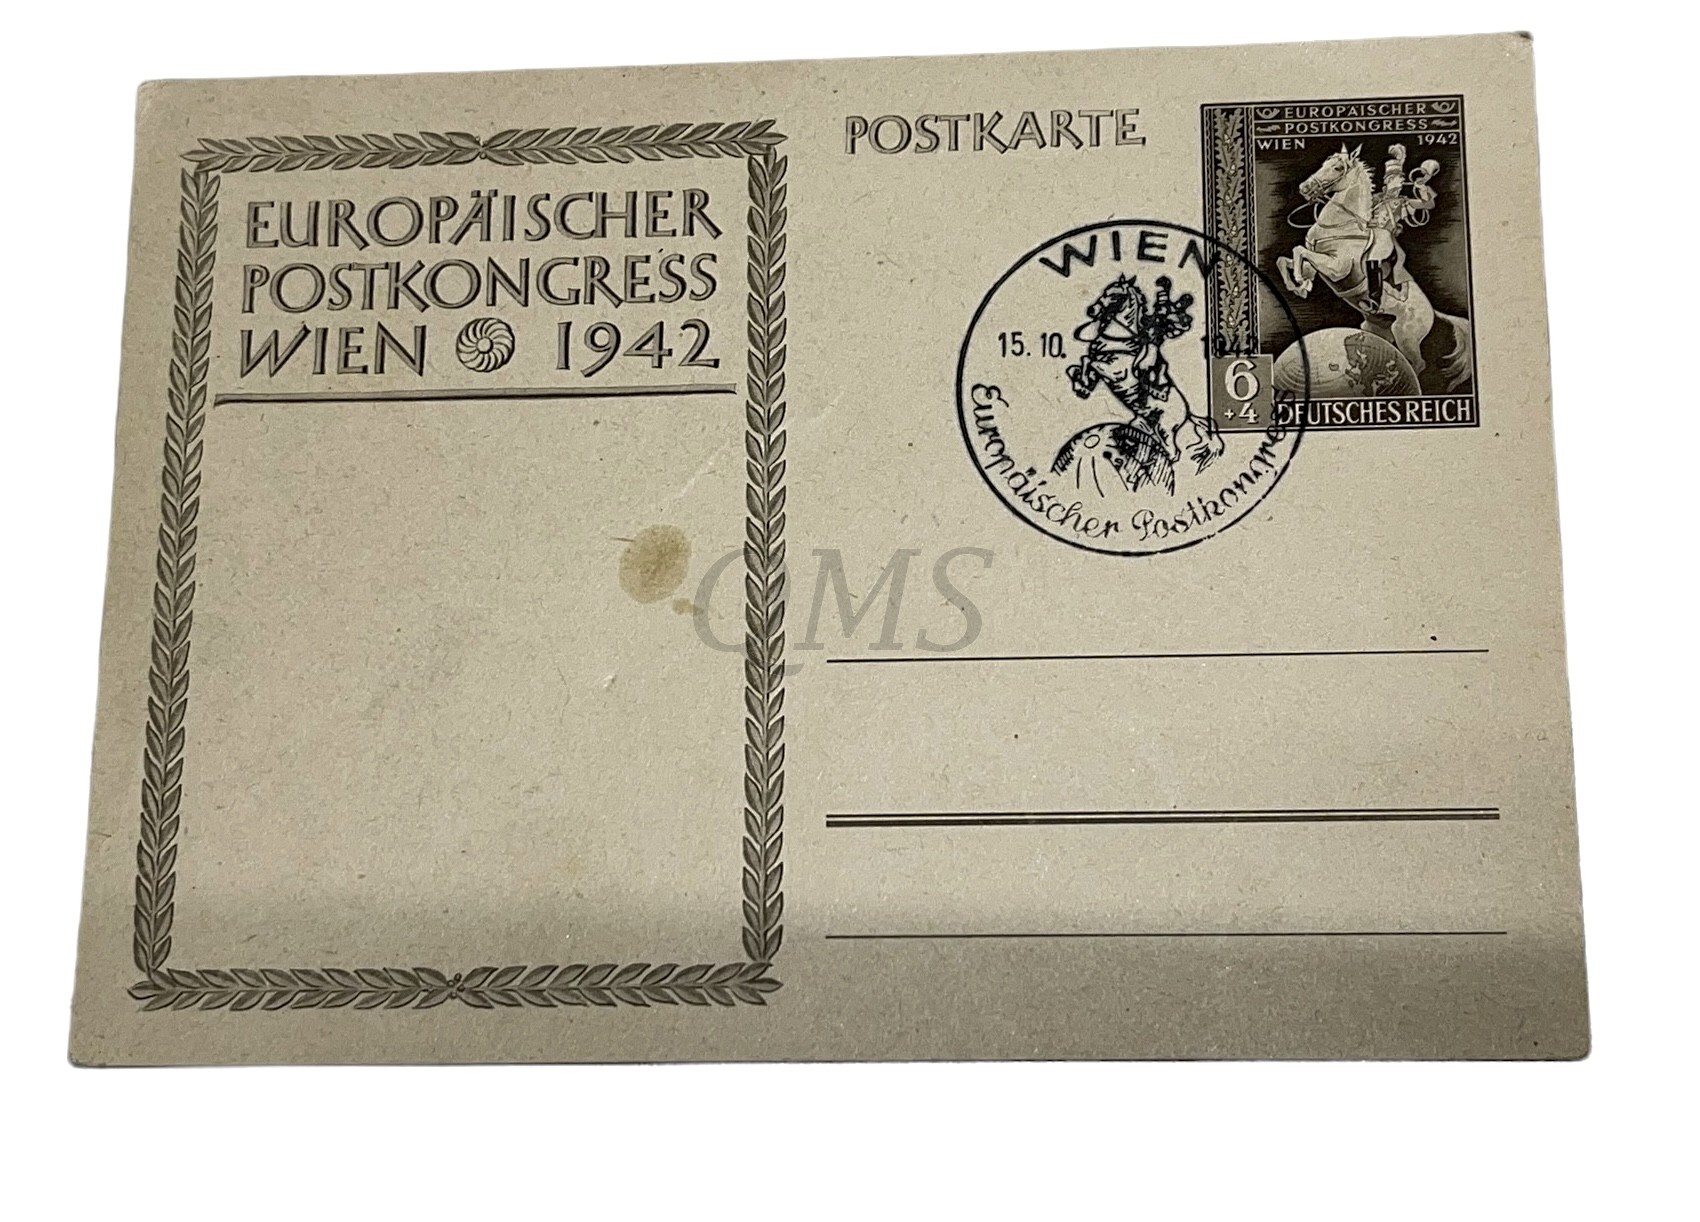 EUROPÄISCHER
POSTKONGRESS
WIEN 1942
POSTKARTE
EUROPÄISCHER
POSTKONGRESS
WIEN 1942
6
+4
DEUTSCHES REICH
WIEN
15.10. 1942
Europäischer Postkongress
QMS